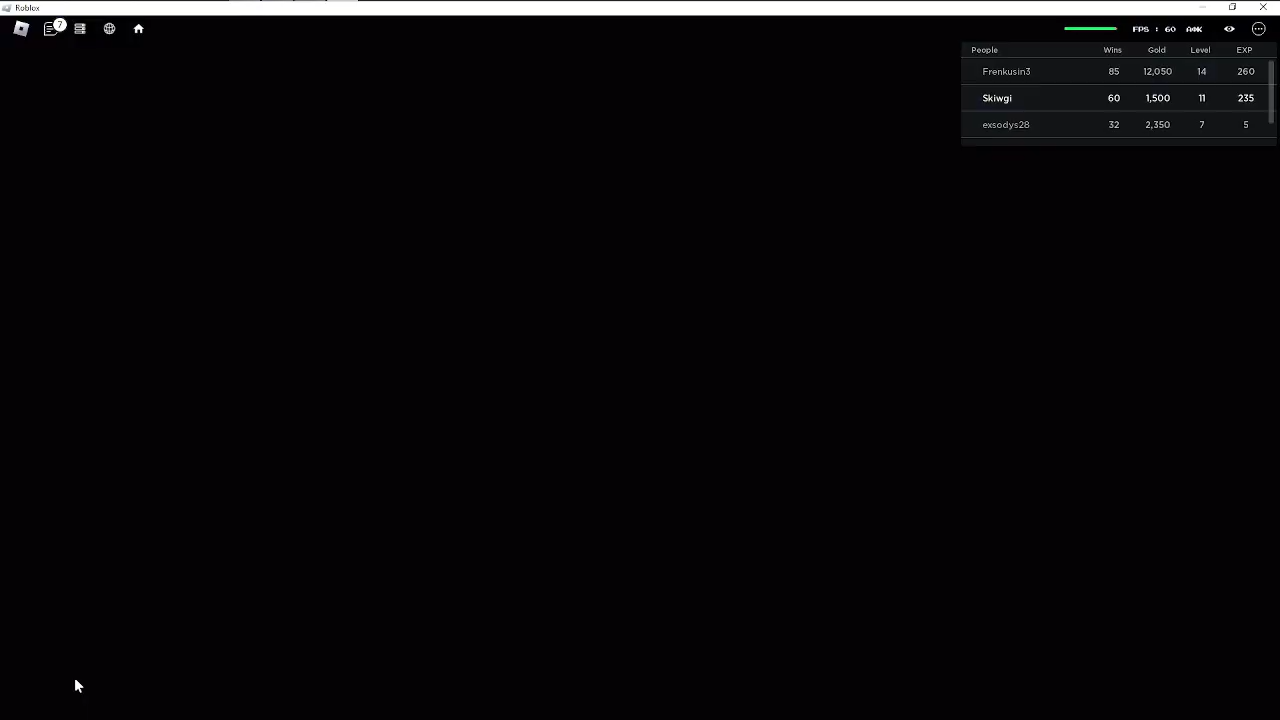 Roblox
7
FPS : 60 AFK
People Wins Gold Level EXP
Frenkusin3 85 12,050 14 260
Skiwgi 60 1,500 11 235
exsodys28 32 2,350 7 5